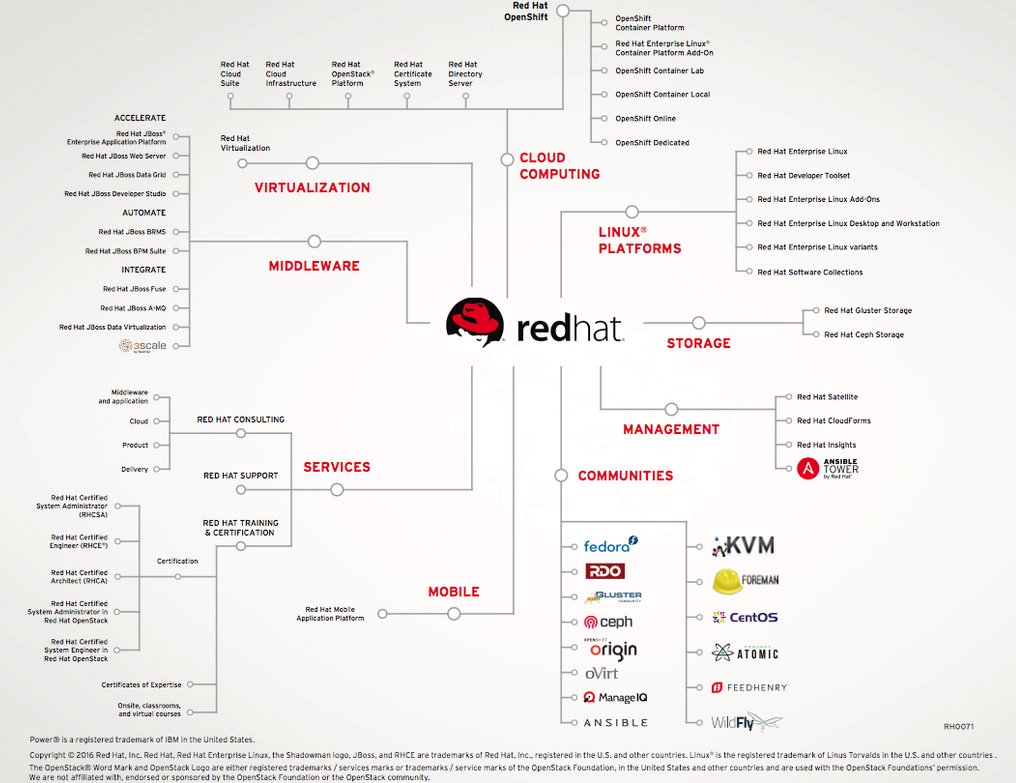 Red Hat
OpenShift
OpenShift
Container Platform
Red Hat Enterprise Linux®
Container Platform Add-On
OpenShift Container Lab
OpenShift Container Local
OpenShift Online
OpenShift Dedicated
Red Hat
Cloud
Suite
Red Hat
Cloud
Infrastructure
Red Hat
OpenStack®
Platform
Red Hat
Certificate
System
Red Hat
Directory
Server
CLOUD
COMPUTING
Red Hat
Virtualization
VIRTUALIZATION
ACCELERATE
Red Hat JBoss®
Enterprise Application Platform
Red Hat JBoss Web Server
Red Hat JBoss Data Grid
Red Hat JBoss Developer Studio
AUTOMATE
Red Hat JBoss BRMS
Red Hat JBoss BPM Suite
INTEGRATE
Red Hat JBoss Fuse
Red Hat JBoss A-MQ
Red Hat JBoss Data Virtualization
3scale
by Red Hat
MIDDLEWARE
LINUX®
PLATFORMS
Red Hat Enterprise Linux
Red Hat Developer Toolset
Red Hat Enterprise Linux Add-Ons
Red Hat Enterprise Linux Desktop and Workstation
Red Hat Enterprise Linux variants
Red Hat Software Collections
redhat.
STORAGE
Red Hat Gluster Storage
Red Hat Ceph Storage
MANAGEMENT
Red Hat Satellite
Red Hat CloudForms
Red Hat Insights
ANSIBLE
TOWER
by Red Hat®
SERVICES
RED HAT CONSULTING
Middleware
and application
Cloud
Product
Delivery
RED HAT SUPPORT
RED HAT TRAINING
& CERTIFICATION
Certification
Red Hat Certified
System Administrator
(RHCSA)
Red Hat Certified
Engineer (RHCE®)
Red Hat Certified
Architect (RHCA)
Red Hat Certified
System Administrator in
Red Hat OpenStack
Red Hat Certified
System Engineer in
Red Hat OpenStack
Certificates of Expertise
Onsite, classrooms,
and virtual courses
MOBILE
Red Hat Mobile
Application Platform
COMMUNITIES
fedora
RDO
GLUSTER
COMMUNITY
ceph
OPENSHIFT
origin
oVirt
ManageIQ
ANSIBLE
KVM
FOREMAN
CentOS
PROJECT
ATOMIC
FEEDHENRY
WildFly
RH0071
Power® is a registered trademark of IBM in the United States.
Copyright © 2016 Red Hat, Inc. Red Hat, Red Hat Enterprise Linux, the Shadowman logo, JBoss, and RHCE are trademarks of Red Hat, Inc., registered in the U.S. and other countries. Linux® is the registered trademark of Linus Torvalds in the U.S. and other countries .
The OpenStack® Word Mark and OpenStack Logo are either registered trademarks / services marks or trademarks / service marks of the OpenStack Foundation, in the United States and other countries and are used with the OpenStack Foundations' permission.
We are not affiliated with, endorsed or sponsored by the OpenStack Foundation or the OpenStack community.